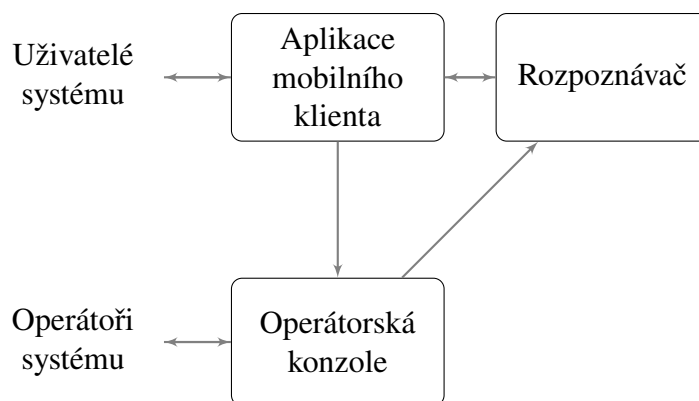 Uživatelé
systému
Aplikace
mobilního
klienta
Rozpoznávač
Operátoři
systému
Operátorská
konzole